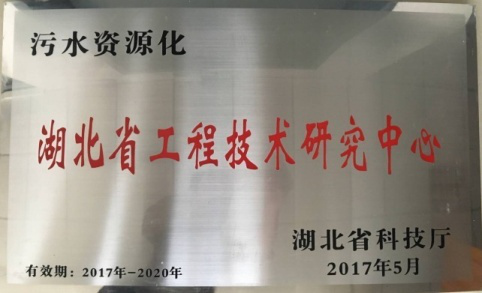 污水资源化
湖北省工程技术研究中心
湖北省科技厅
有效期：2017年-2020年
2017年5月